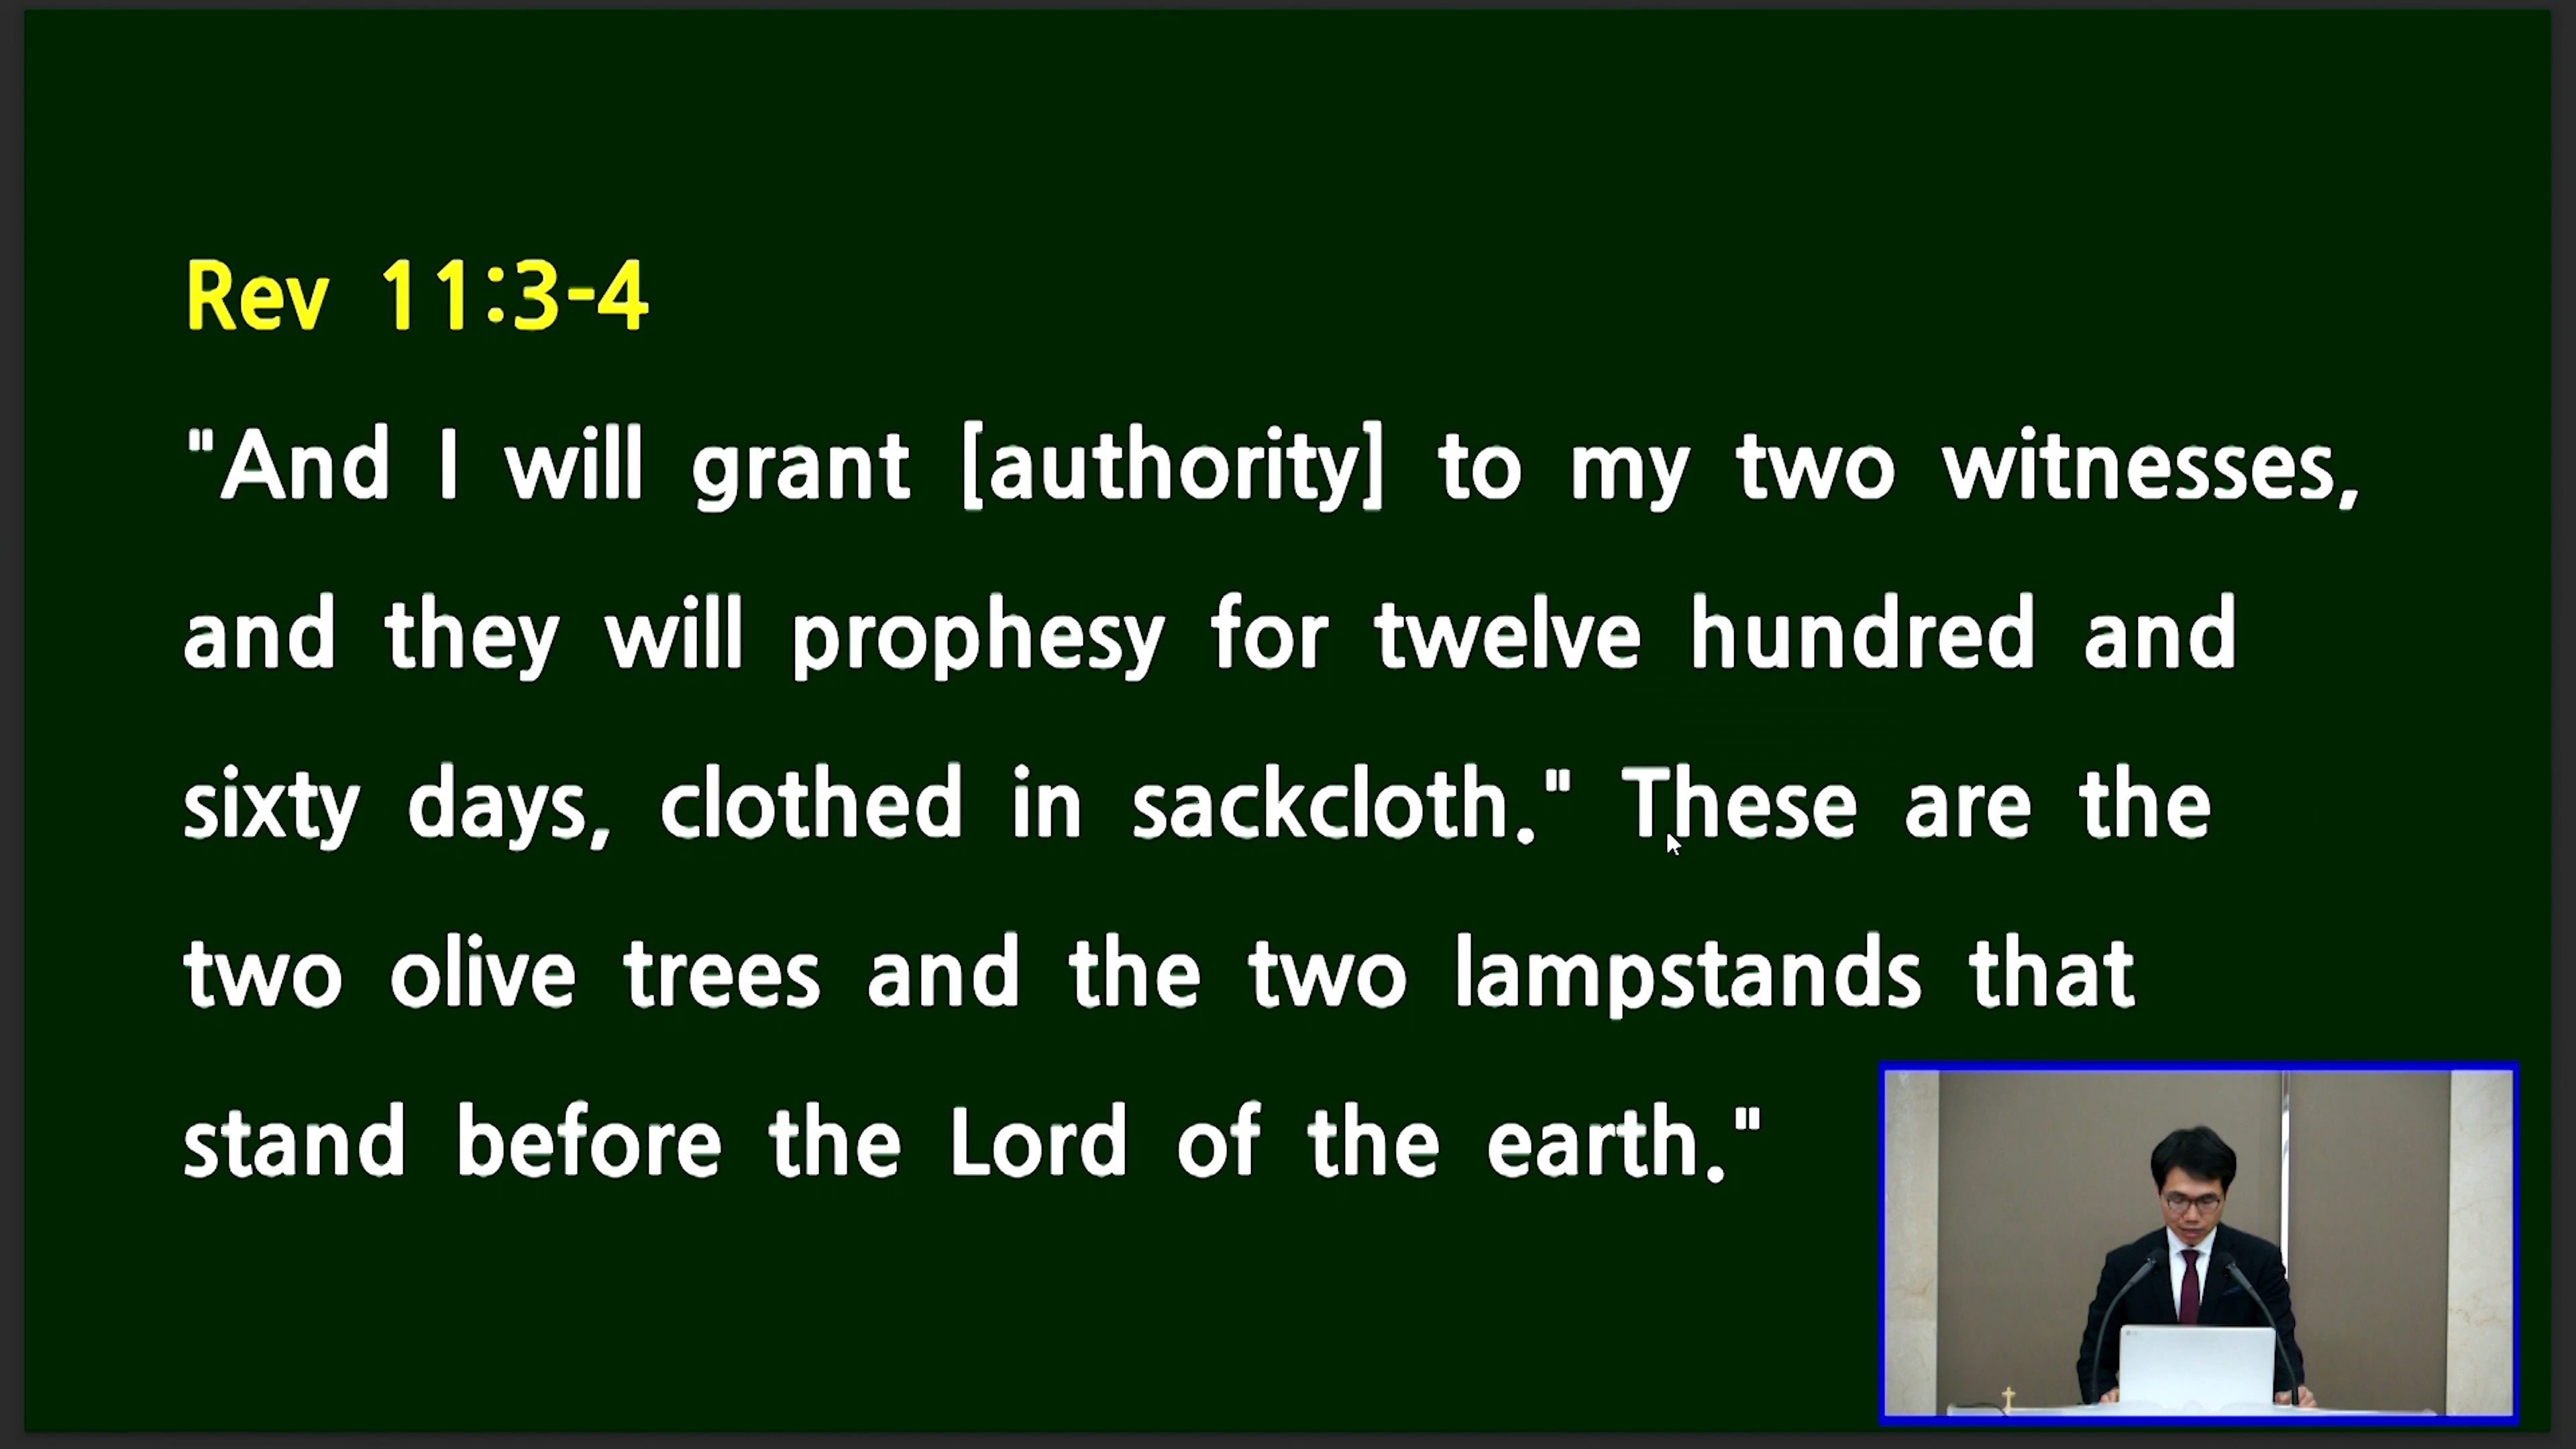 Rev 11:3-4
"And I will grant [authority] to my two witnesses,
and they will prophesy for twelve hundred and
sixty days, clothed in sackcloth." These are the
two olive trees and the two lampstands that
stand before the Lord of the earth."